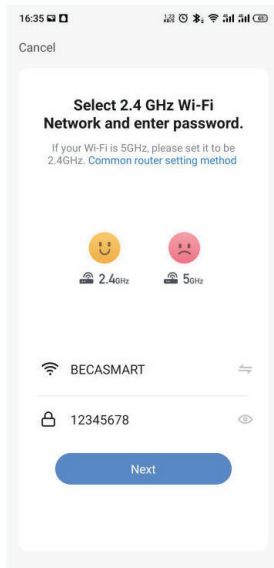 16:35
Cancel
Select 2.4 GHz Wi-Fi
Network and enter password.
If your Wi-Fi is 5GHz, please set it to be
2.4GHz. Common router setting method
2.4GHz 5GHz
BECASMART
12345678
Next